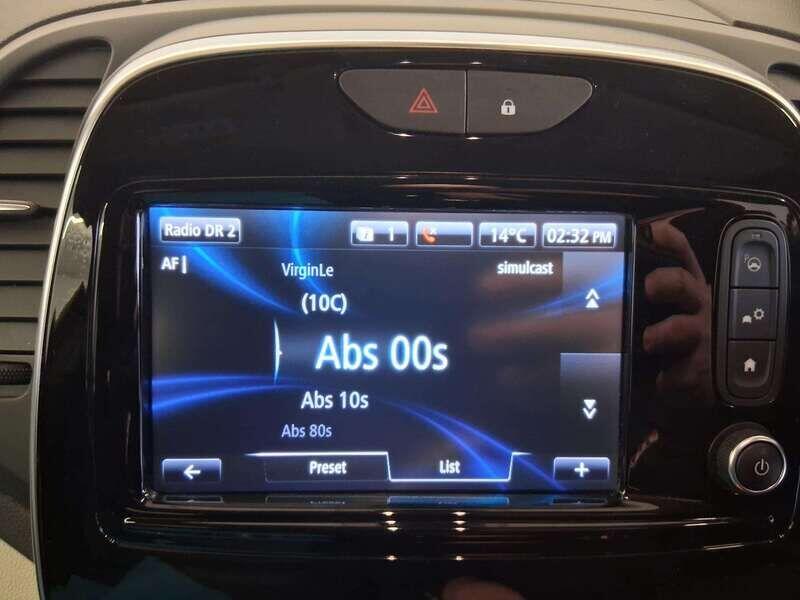 Radio DR 2 1 14°C 02:32 PM
AF VirginLe simulcast
(10C)
Abs 00s
Abs 10s
Abs 80s
Preset List +